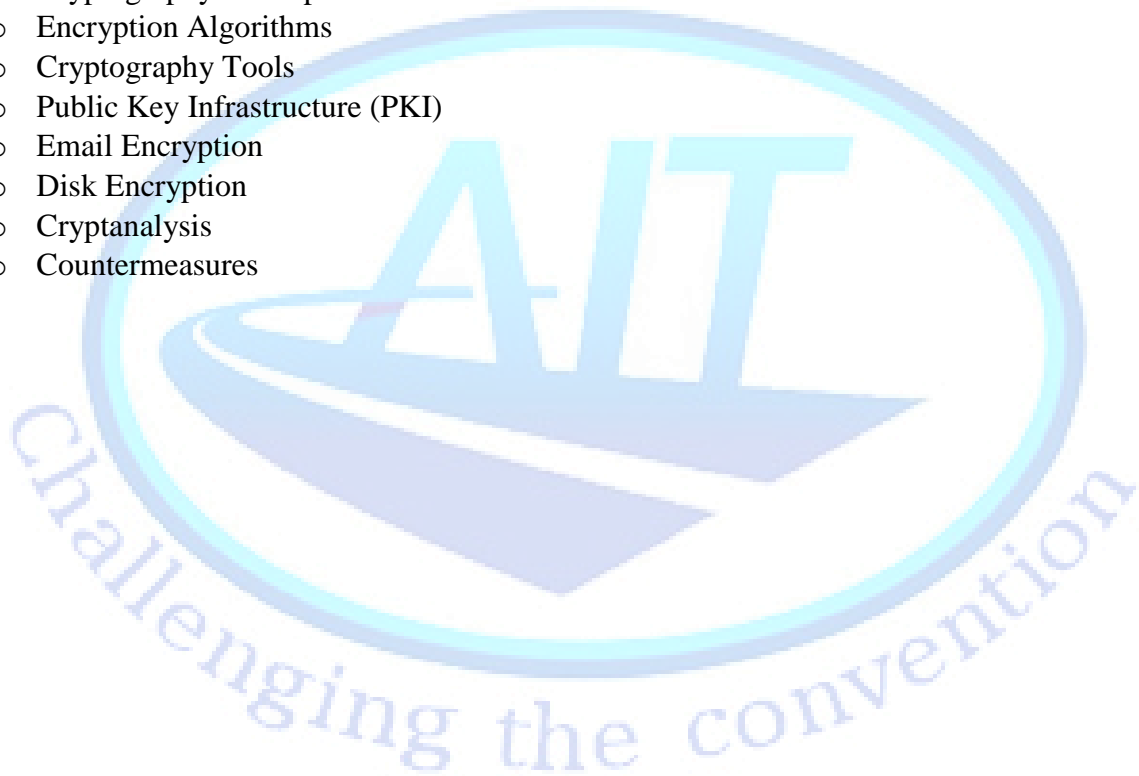 o Encryption Algorithms
o Cryptography Tools
o Public Key Infrastructure (PKI)
o Email Encryption
o Disk Encryption
o Cryptanalysis
o Countermeasures
AIT
Challenging the convention